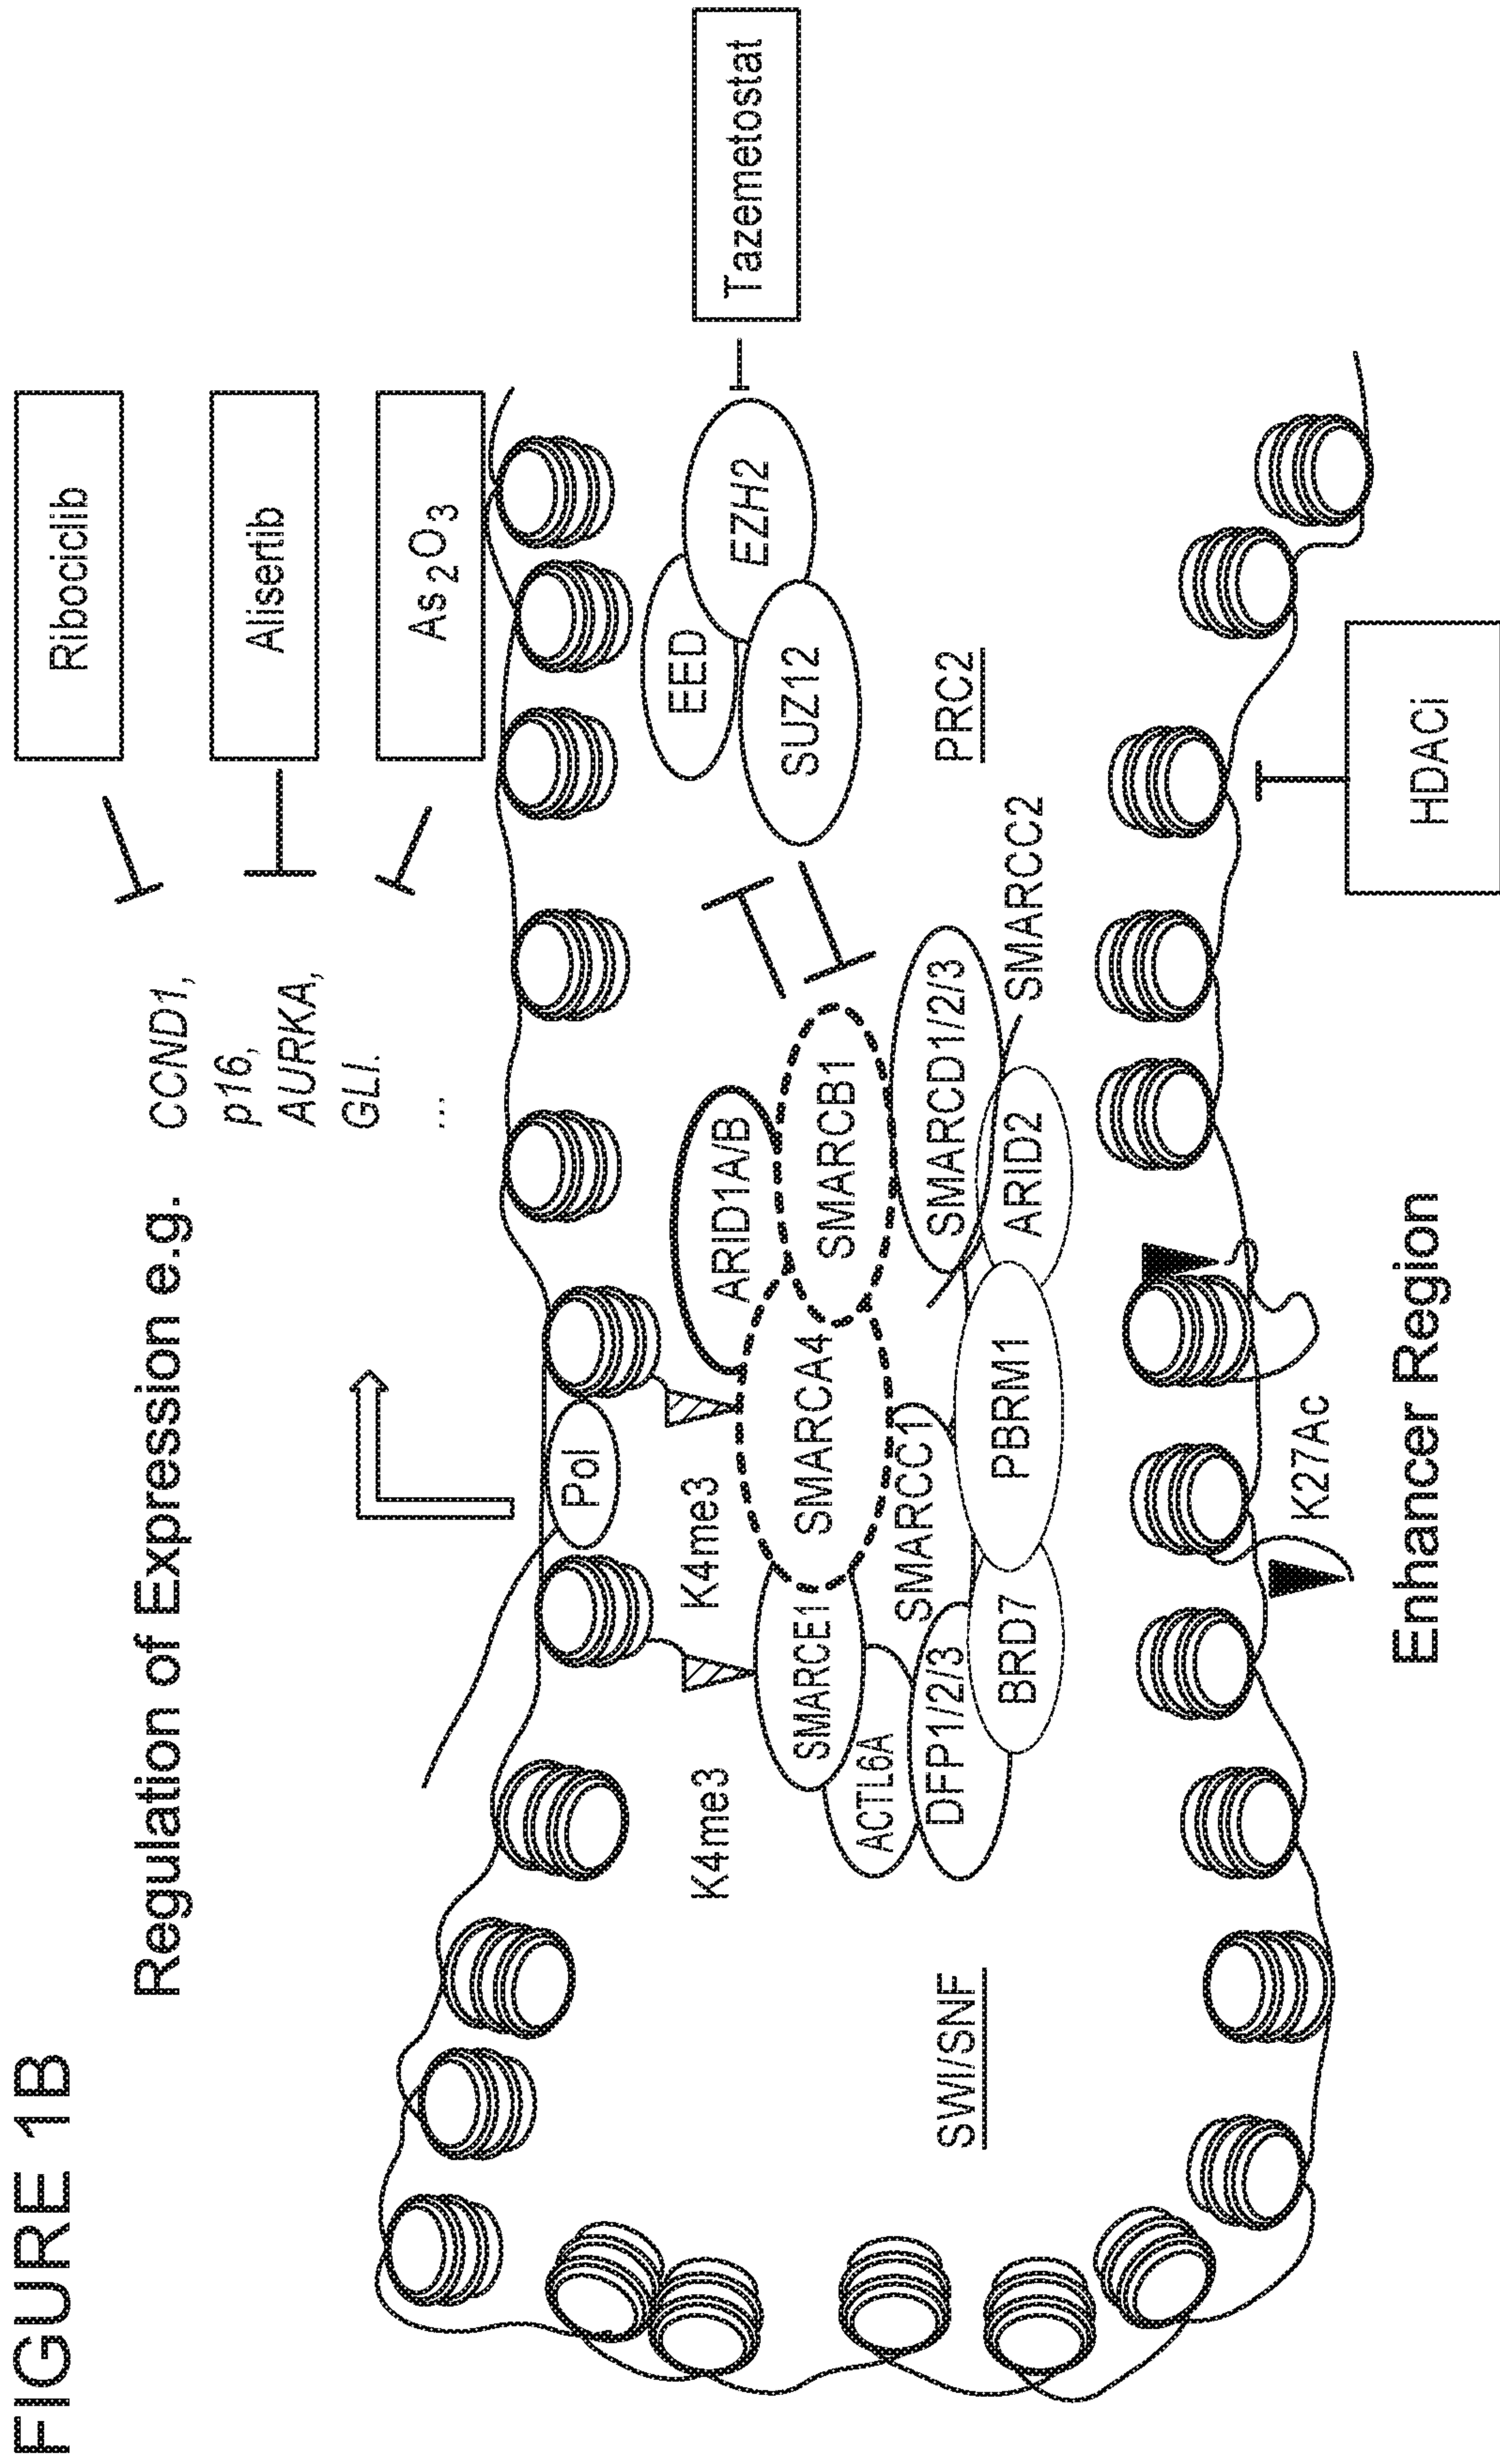 FIGURE 1B
Regulation of Expression e.g.
CCND1,
p16,
AURKA,
GLI.
...
Ribociclib
Alisertib
As2O3
Pol
K4me3
K4me3
ARID1A/B
SMARCE1
SMARCA4
SMARCB1
ACTL6A
SMARCC1
DFP1/2/3
SMARCD1/2/3
BRD7
PBRM1
ARID2
SMARCC2
SWI/SNF
EED
EZH2
SUZ12
PRC2
Tazemetostat
K27Ac
Enhancer Region
HDACi